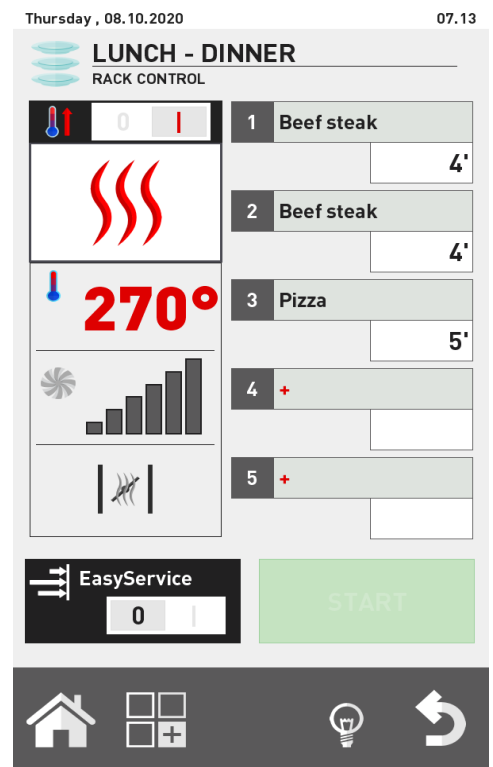 Thursday , 08.10.2020 07.13
LUNCH - DINNER
RACK CONTROL
0 I
270°
1 Beef steak
4'
2 Beef steak
4'
3 Pizza
5'
4 +
5 +
EasyService
0 I
START